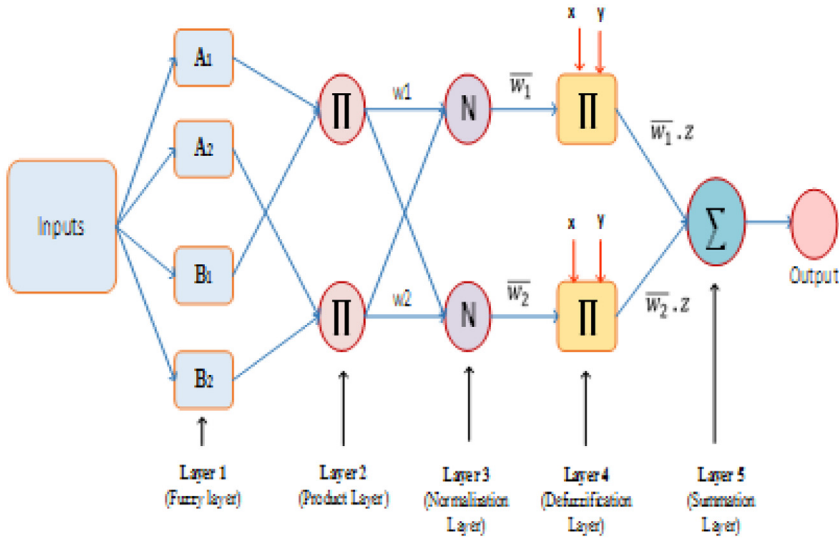 x y
x y
A1
A2
B1
B2
Inputs
∏
∏
w1
w2
N
N
w̅₁
w̅₂
∏
∏
w̅₁ . z
w̅₂ . z
∑
Output
Layer 1
(Fuzzy layer)
Layer 2
(Product Layer)
Layer 3
(Normalization
Layer)
Layer 4
(Defuzzification
Layer)
Layer 5
(Summation
Layer)